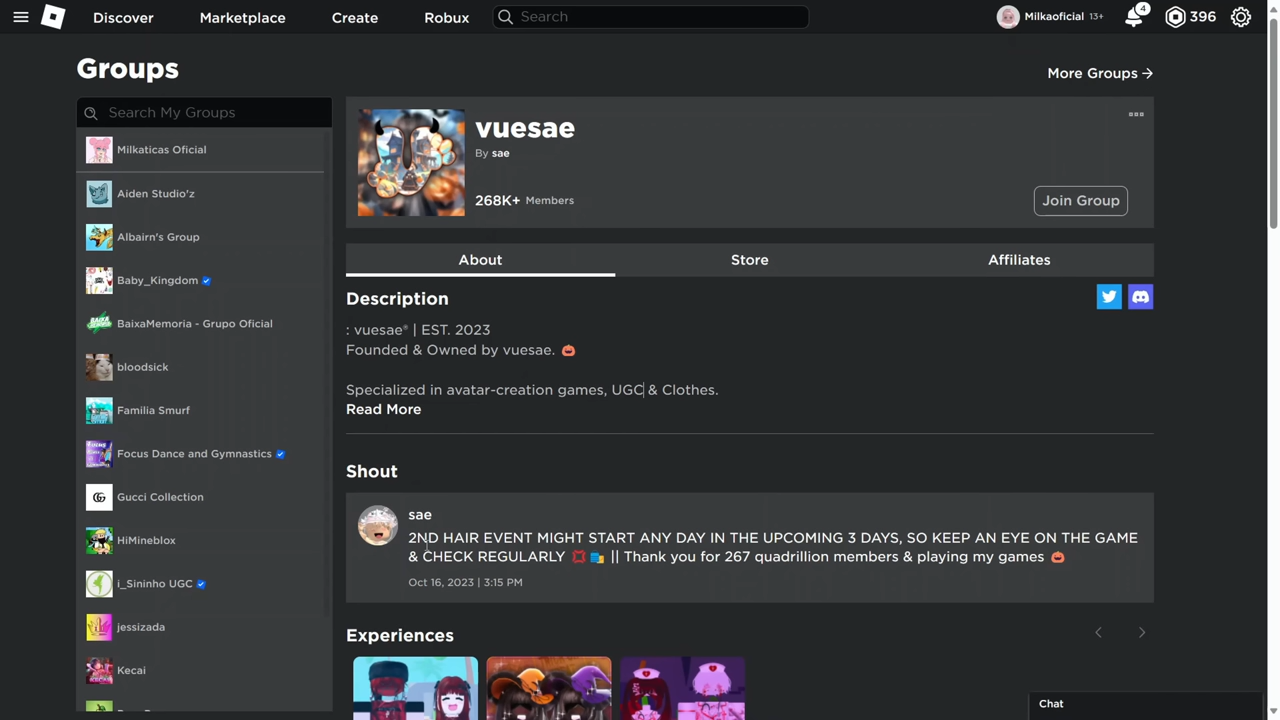 Discover
Marketplace
Create
Robux
Search
Milkaoficial 13+
4
396
Groups
More Groups
Search My Groups
Milkaticas Oficial
Aiden Studio'z
Albairn's Group
Baby_Kingdom
BaixaMemoria - Grupo Oficial
bloodsick
Familia Smurf
Focus Dance and Gymnastics
Gucci Collection
HiMineblox
i_Sininho UGC
jessizada
Kecai
vuesae
By sae
268K+ Members
Join Group
About
Store
Affiliates
Description
: vuesae® | EST. 2023
Founded & Owned by vuesae. 🎃
Specialized in avatar-creation games, UGC & Clothes.
Read More
Shout
sae
2ND HAIR EVENT MIGHT START ANY DAY IN THE UPCOMING 3 DAYS, SO KEEP AN EYE ON THE GAME
& CHECK REGULARLY 💢 🎭 || Thank you for 267 quadrillion members & playing my games 🎃
Oct 16, 2023 | 3:15 PM
Experiences
Chat